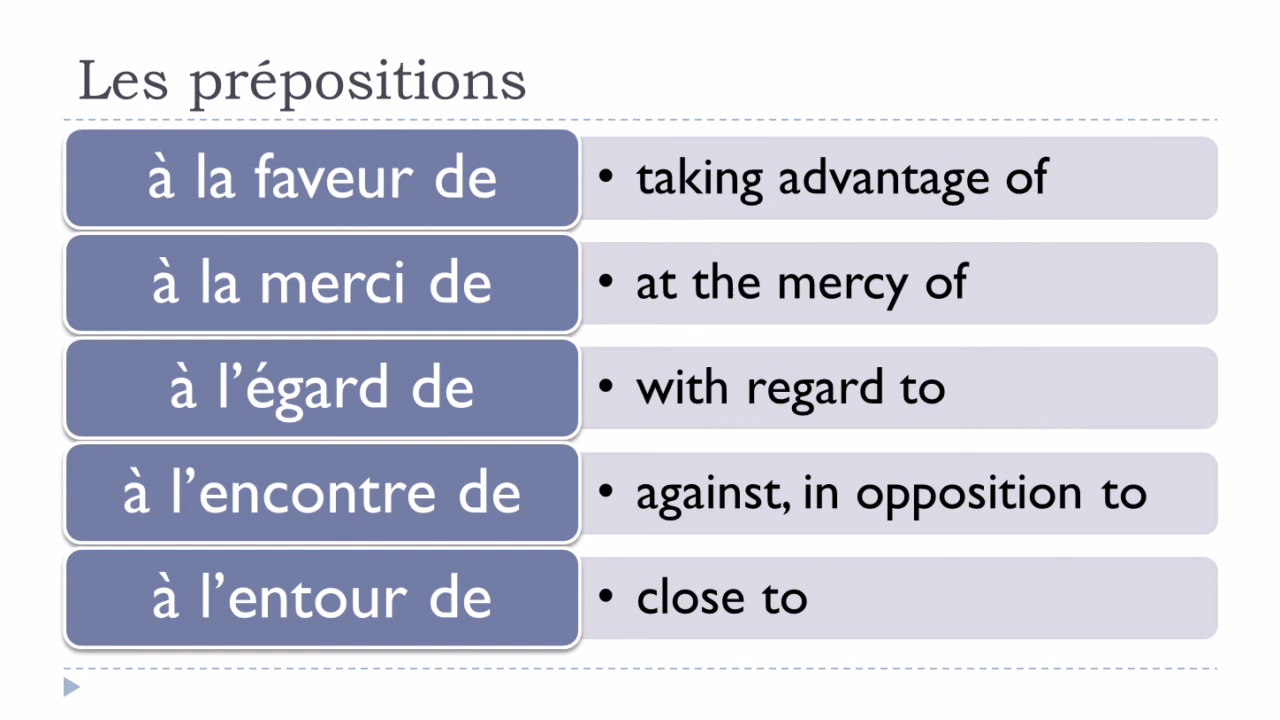 Les prépositions
à la faveur de
• taking advantage of
à la merci de
• at the mercy of
à l’égard de
• with regard to
à l’encontre de
• against, in opposition to
à l’entour de
• close to